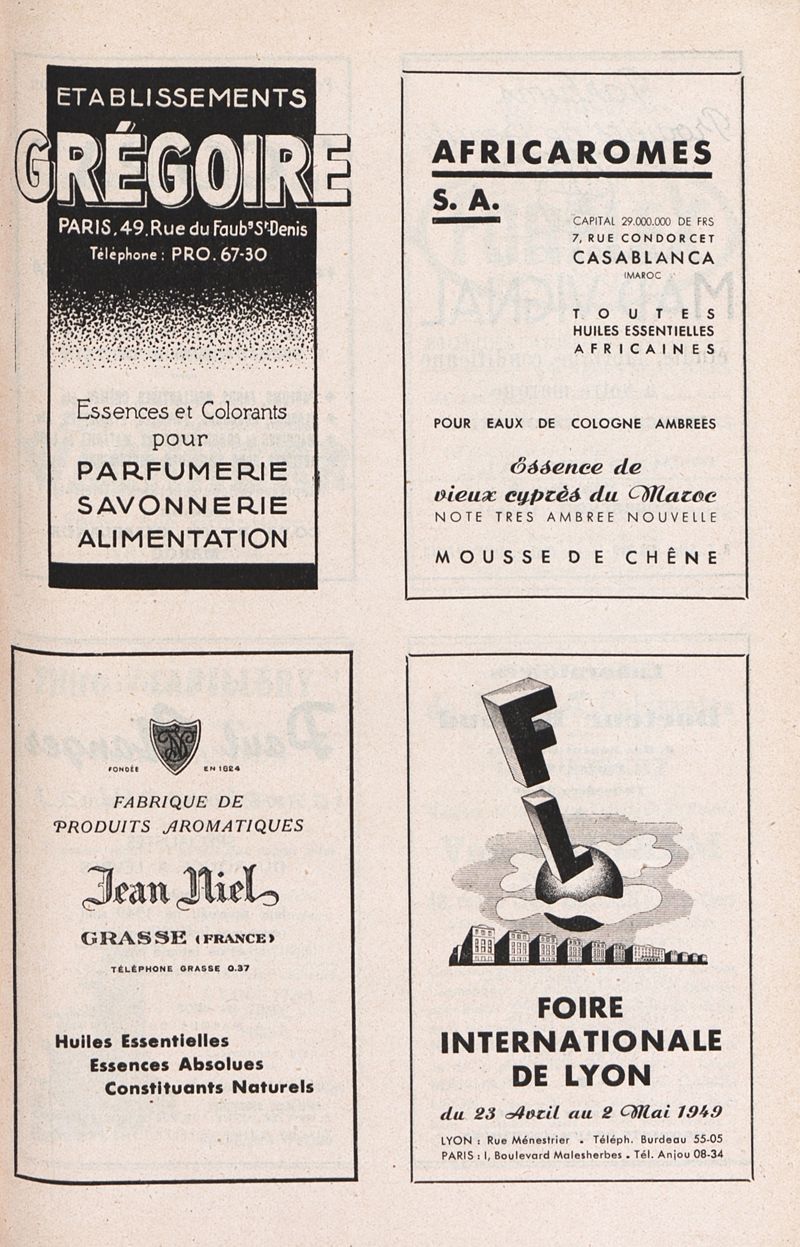 ETABLISSEMENTS
GRÉGOIRE
PARIS, 49, Rue du Faubg St-Denis
Téléphone : PRO. 67-30
Essences et Colorants
pour
PARFUMERIE
SAVONNERIE
ALIMENTATION
AFRICAROMES
S. A.
CAPITAL 29.000.000 DE FRS
7, RUE CONDORCET
CASABLANCA
(MAROC
TOUTES
HUILES ESSENTIELLES
AFRICAINES
POUR EAUX DE COLOGNE AMBREES
Essence de
vieux cyprès du Maroc
NOTE TRES AMBREE NOUVELLE
MOUSSE DE CHÊNE
FONDÉE EN 1824
FABRIQUE DE
PRODUITS AROMATIQUES
Jean Niel
GRASSE (FRANCE)
TÉLÉPHONE GRASSE 0.37
Huiles Essentielles
Essences Absolues
Constituants Naturels
FIL
FOIRE
INTERNATIONALE
DE LYON
du 23 Avril au 2 Mai 1949
LYON : Rue Ménestrier • Téléph. Burdeau 55-05
PARIS : 1, Boulevard Malesherbes • Tél. Anjou 08-34